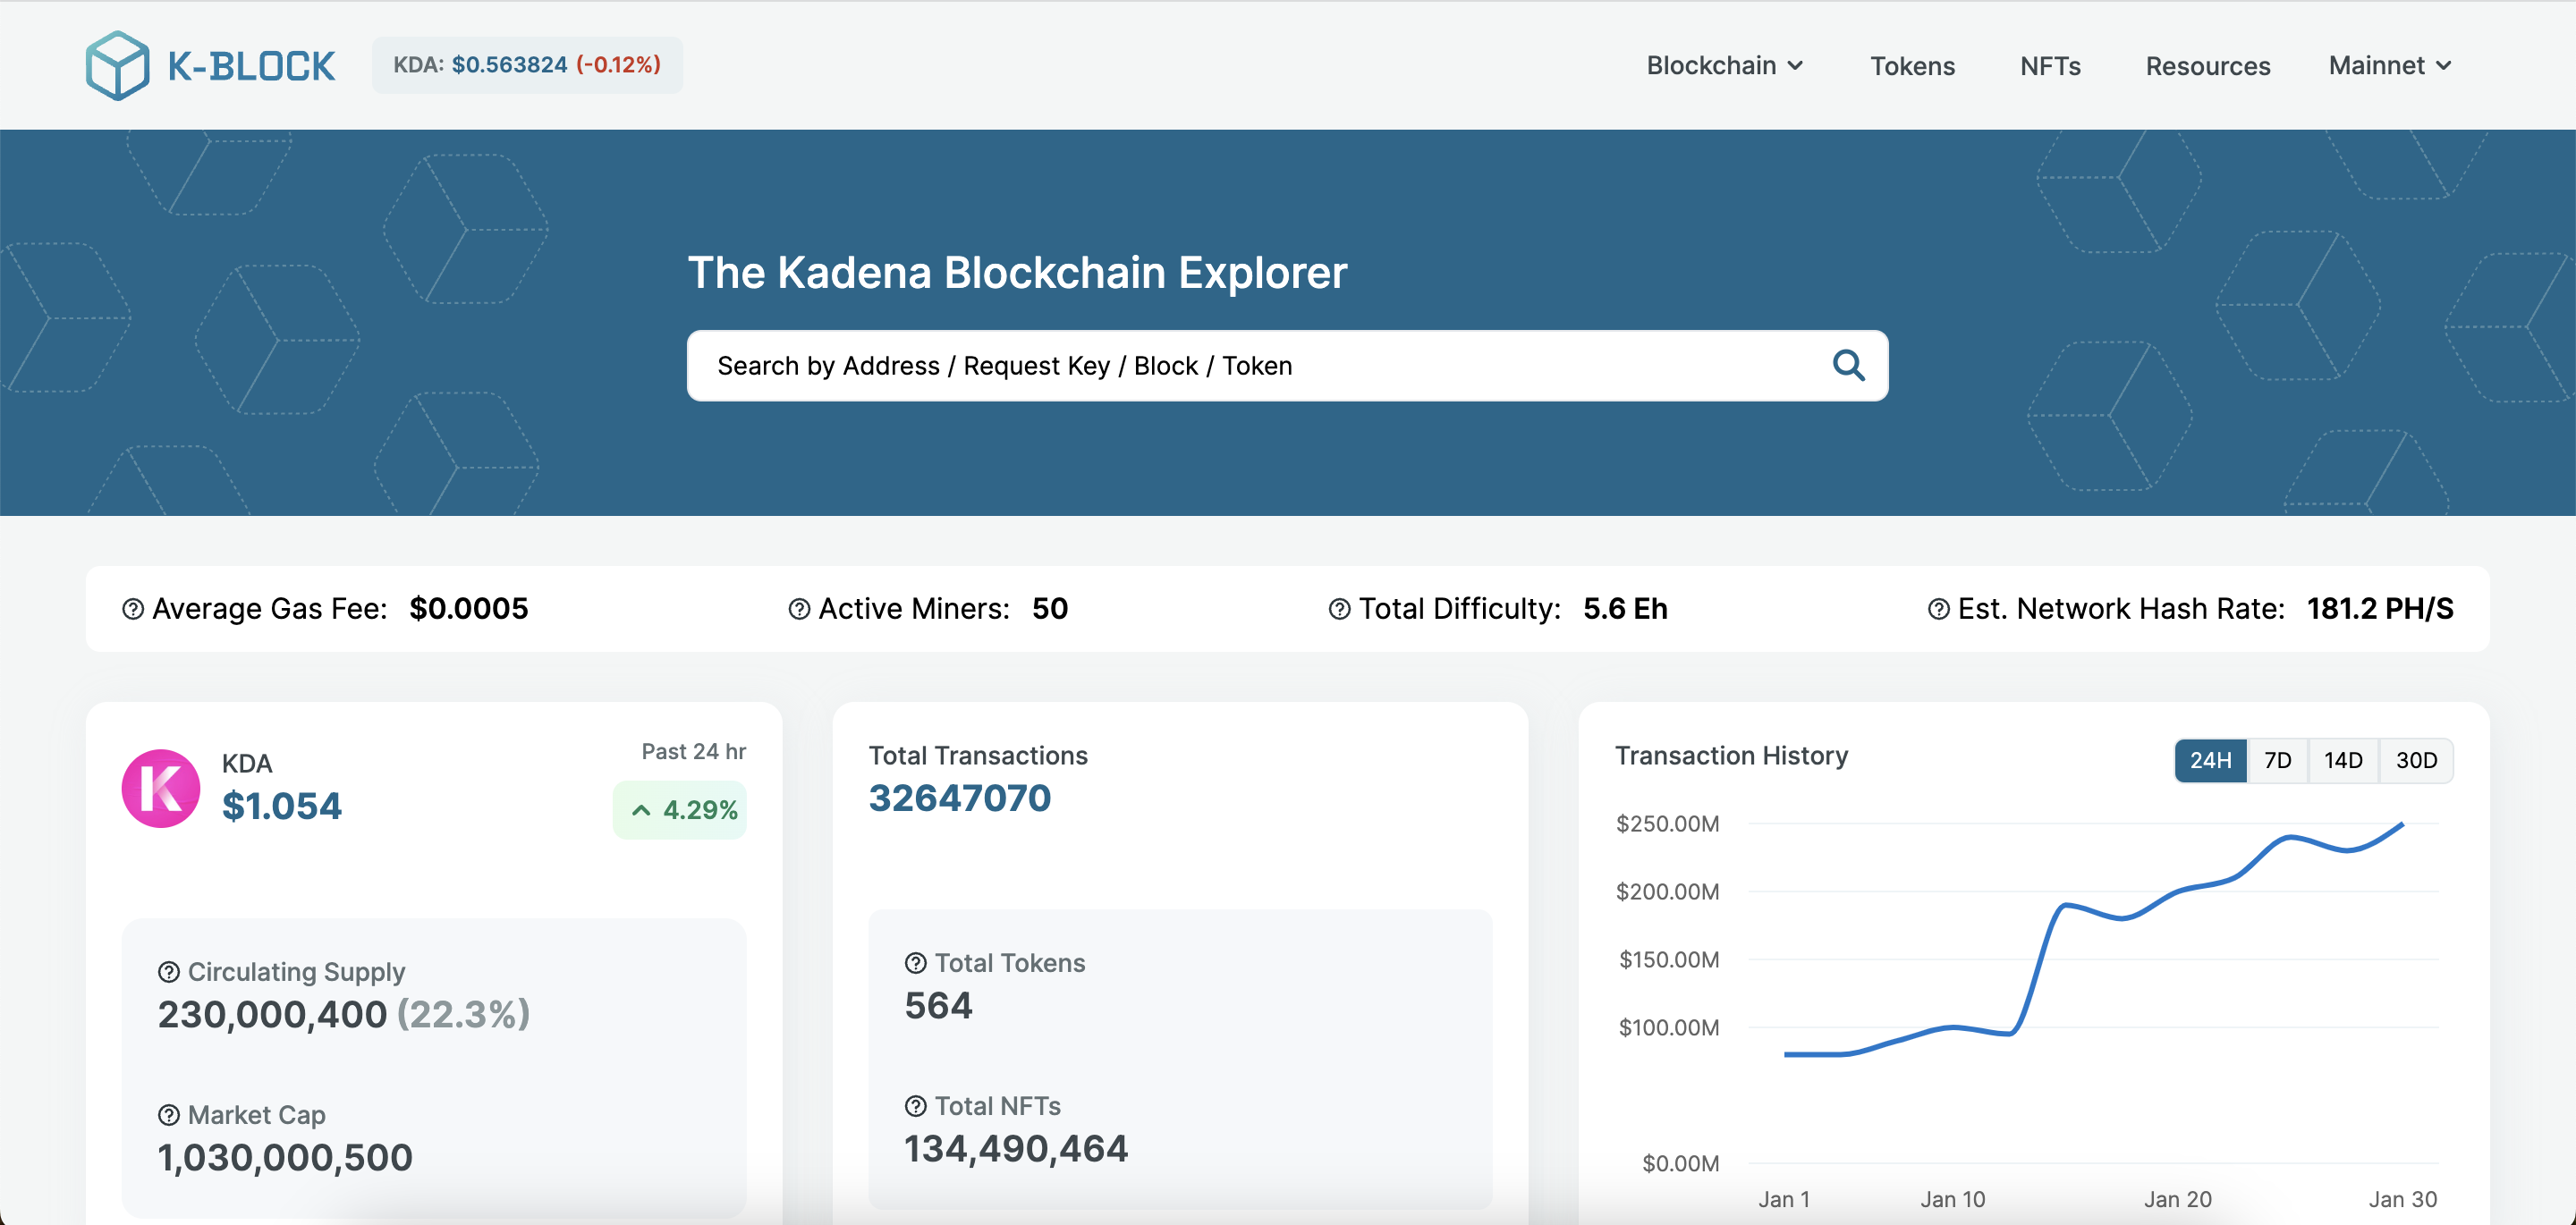 K-BLOCK
KDA: $0.563824 (-0.12%)
Blockchain
Tokens
NFTs
Resources
Mainnet
The Kadena Blockchain Explorer
Search by Address / Request Key / Block / Token
Average Gas Fee: $0.0005
Active Miners: 50
Total Difficulty: 5.6 Eh
Est. Network Hash Rate: 181.2 PH/S
KDA
$1.054
Past 24 hr
4.29%
Circulating Supply
230,000,400 (22.3%)
Market Cap
1,030,000,500
Total Transactions
32647070
Total Tokens
564
Total NFTs
134,490,464
Transaction History
24H 7D 14D 30D
$250.00M
$200.00M
$150.00M
$100.00M
$0.00M
Jan 1 Jan 10 Jan 20 Jan 30